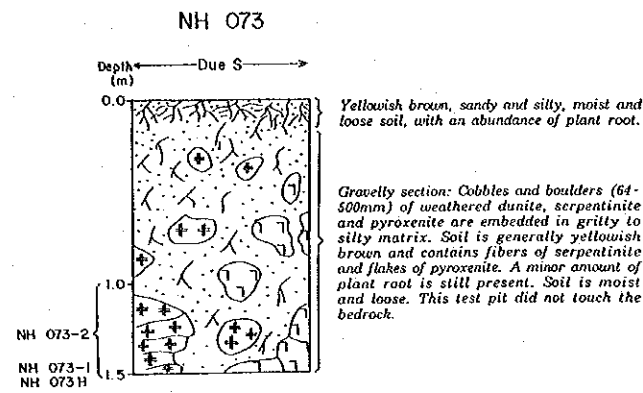 NH 073
Depth
(m)
Due S
0.0
Yellowish brown, sandy and silty, moist and
loose soil, with an abundance of plant root.
Gravelly section: Cobbles and boulders (64-
500mm) of weathered dunite, serpentinite
and pyroxenite are embedded in gritty to
silty matrix. Soil is generally yellowish
brown and contains fibers of serpentine
and flakes of pyroxenite. A minor amount of
plant root is still present. Soil is moist
and loose. This test pit did not touch the
bedrock.
1.0
NH 073-2
NH 073-1
NH 073H
1.5